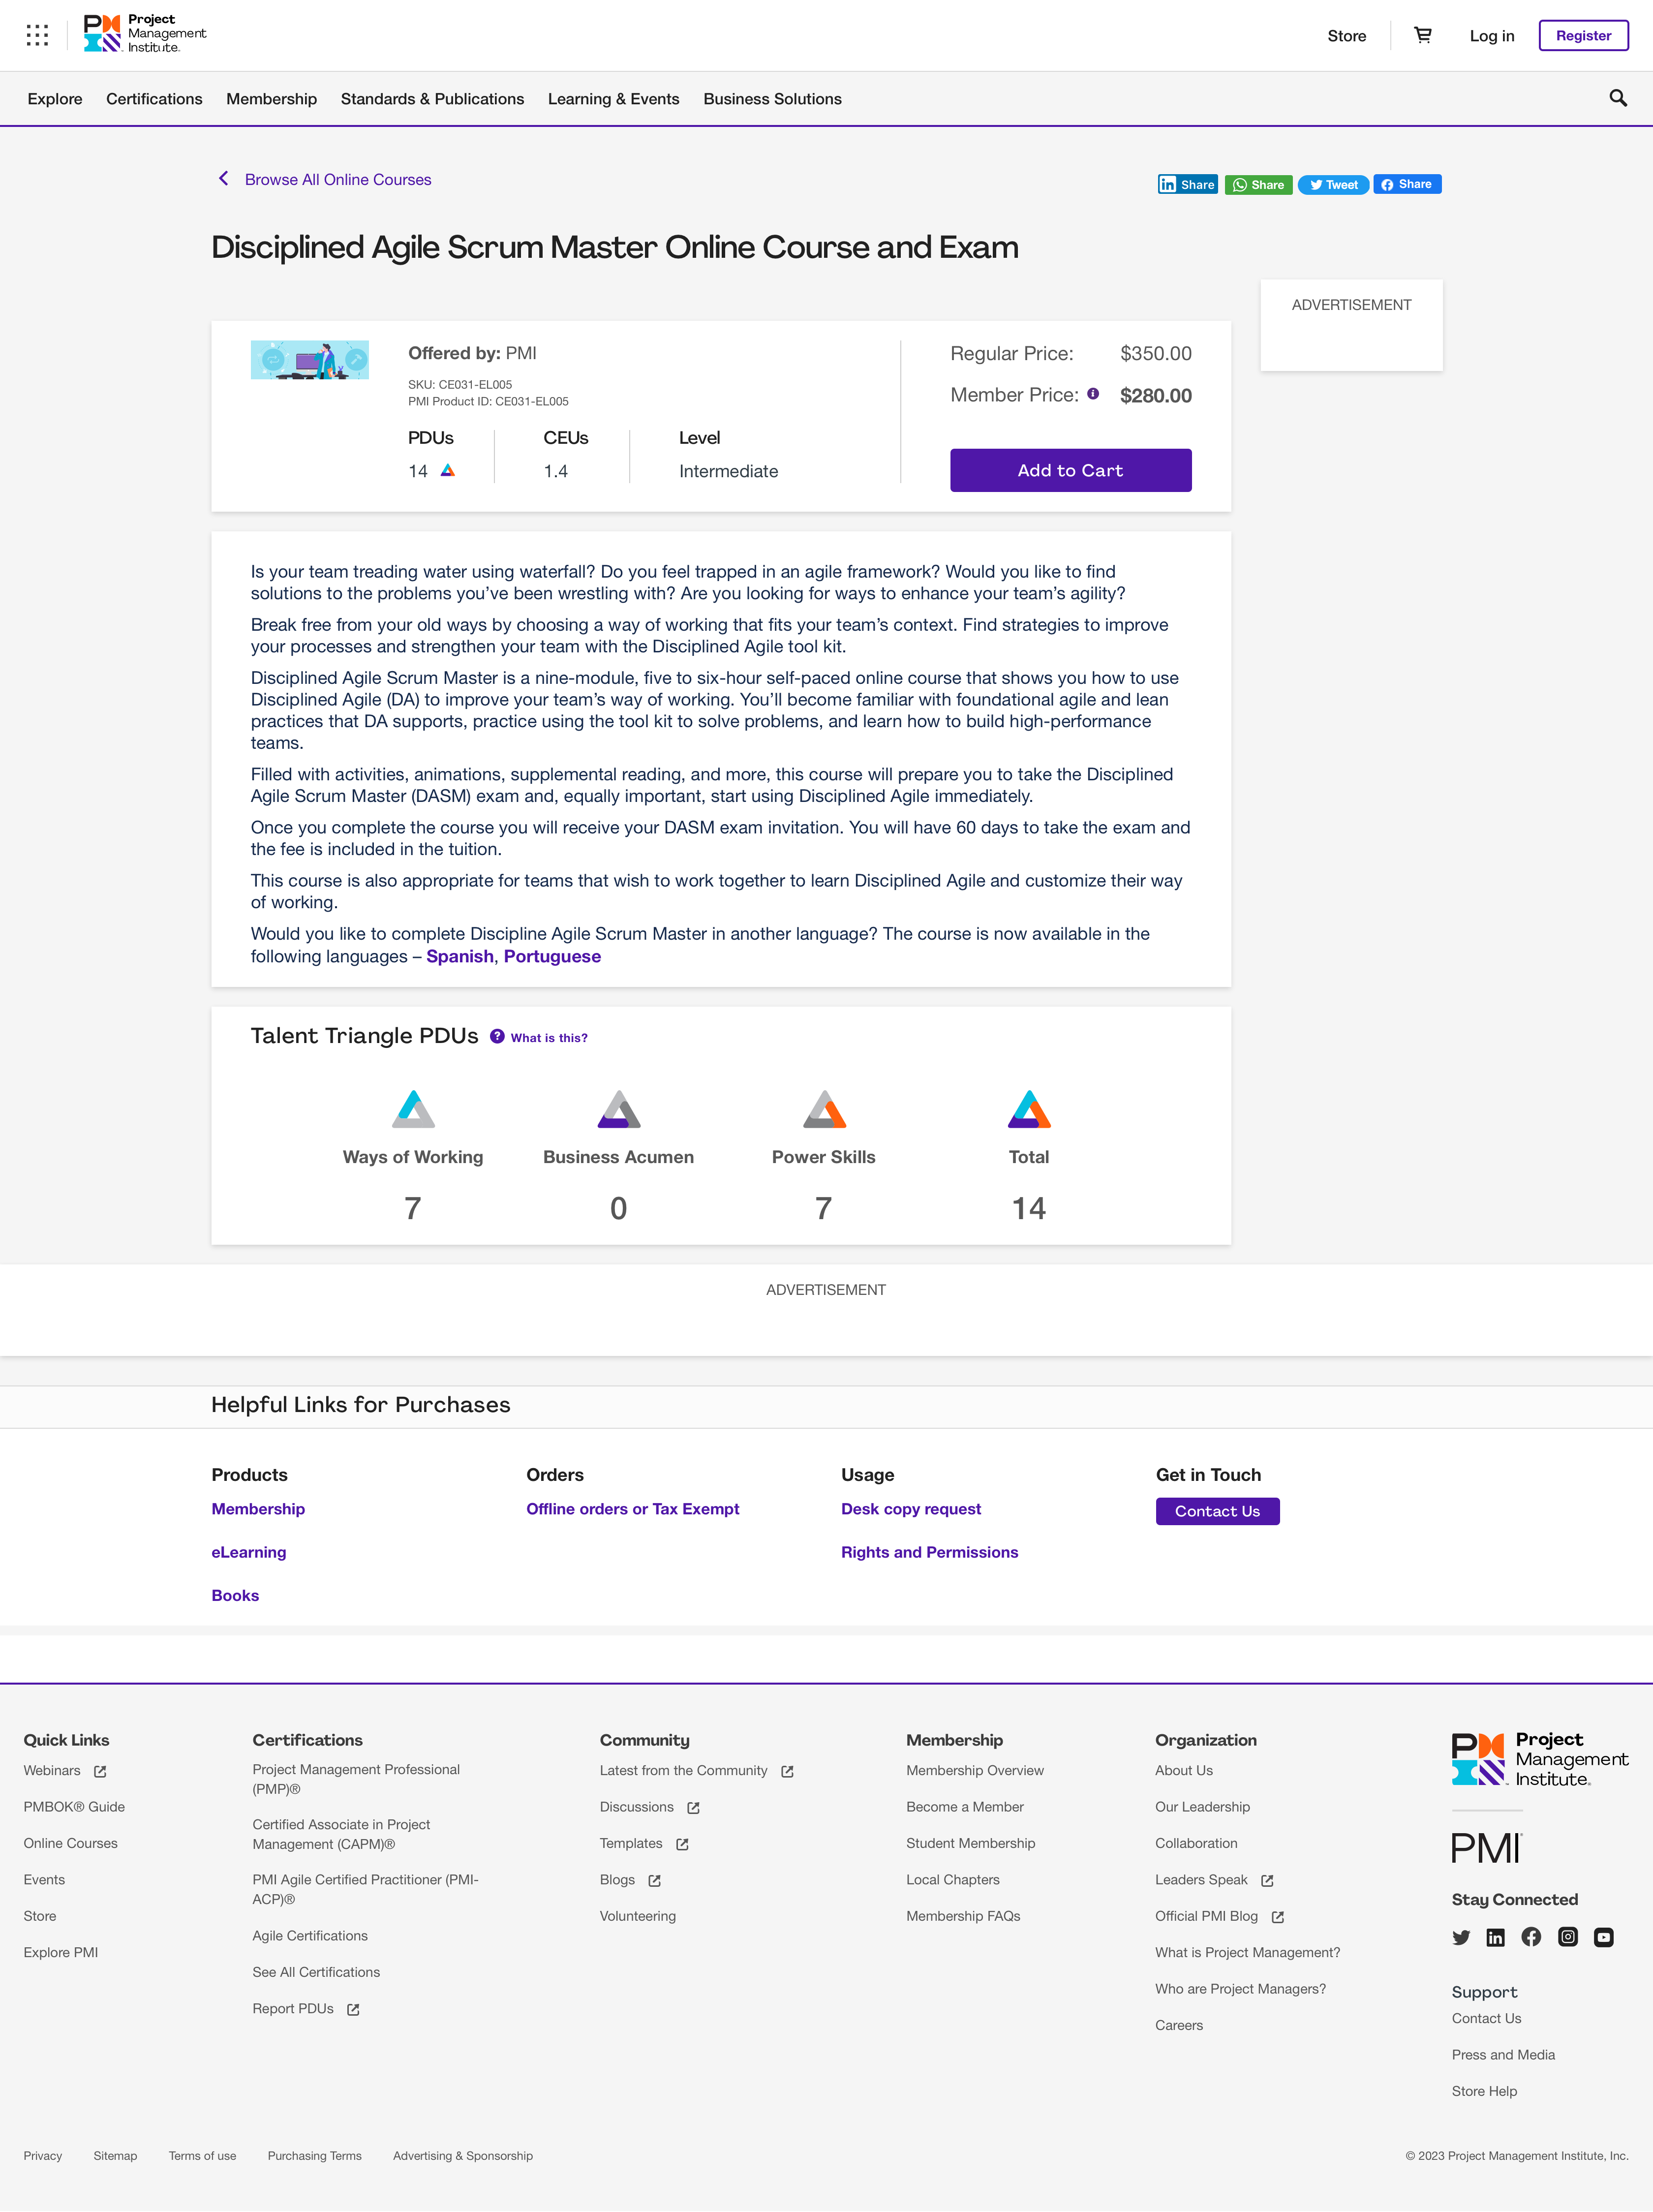 Project
Management
Institute.
Store
Log in
Register
Explore
Certifications
Membership
Standards & Publications
Learning & Events
Business Solutions
Browse All Online Courses
Share
Share
Tweet
Share
Disciplined Agile Scrum Master Online Course and Exam
ADVERTISEMENT
Offered by: PMI
SKU: CE031-EL005
PMI Product ID: CE031-EL005
PDUs
14
CEUs
1.4
Level
Intermediate
Regular Price: $350.00
Member Price: $280.00
Add to Cart
Is your team treading water using waterfall? Do you feel trapped in an agile framework? Would you like to find
solutions to the problems you’ve been wrestling with? Are you looking for ways to enhance your team’s agility?
Break free from your old ways by choosing a way of working that fits your team’s context. Find strategies to improve
your processes and strengthen your team with the Disciplined Agile tool kit.
Disciplined Agile Scrum Master is a nine-module, five to six-hour self-paced online course that shows you how to use
Disciplined Agile (DA) to improve your team’s way of working. You’ll become familiar with foundational agile and lean
practices that DA supports, practice using the tool kit to solve problems, and learn how to build high-performance
teams.
Filled with activities, animations, supplemental reading, and more, this course will prepare you to take the Disciplined
Agile Scrum Master (DASM) exam and, equally important, start using Disciplined Agile immediately.
Once you complete the course you will receive your DASM exam invitation. You will have 60 days to take the exam and
the fee is included in the tuition.
This course is also appropriate for teams that wish to work together to learn Disciplined Agile and customize their way
of working.
Would you like to complete Discipline Agile Scrum Master in another language? The course is now available in the
following languages – Spanish, Portuguese
Talent Triangle PDUs
What is this?
Ways of Working
7
Business Acumen
0
Power Skills
7
Total
14
ADVERTISEMENT
Helpful Links for Purchases
Products
Membership
eLearning
Books
Orders
Offline orders or Tax Exempt
Usage
Desk copy request
Rights and Permissions
Get in Touch
Contact Us
Quick Links
Webinars
PMBOK® Guide
Online Courses
Events
Store
Explore PMI
Certifications
Project Management Professional
(PMP)®
Certified Associate in Project
Management (CAPM)®
PMI Agile Certified Practitioner (PMI-
ACP)®
Agile Certifications
See All Certifications
Report PDUs
Community
Latest from the Community
Discussions
Templates
Blogs
Volunteering
Membership
Membership Overview
Become a Member
Student Membership
Local Chapters
Membership FAQs
Organization
About Us
Our Leadership
Collaboration
Leaders Speak
Official PMI Blog
What is Project Management?
Who are Project Managers?
Careers
Project
Management
Institute.
PMI
Stay Connected
Support
Contact Us
Press and Media
Store Help
Privacy
Sitemap
Terms of use
Purchasing Terms
Advertising & Sponsorship
© 2023 Project Management Institute, Inc.